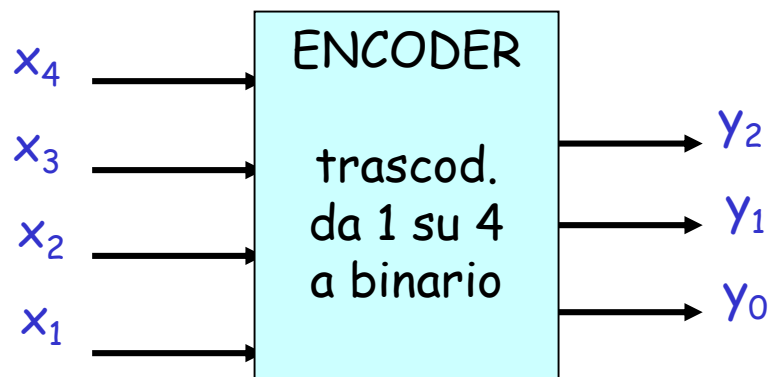 ENCODER
x4
x3
x2
x1
trascod.
da 1 su 4
a binario
y2
y1
y0